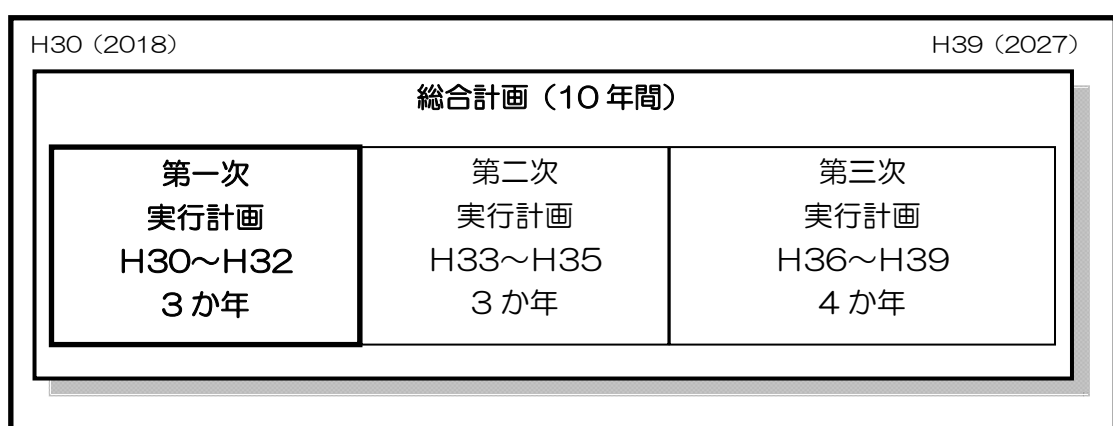 H30（2018）
H39（2027）
総合計画（10年間）
第一次
実行計画
H30～H32
3か年
第二次
実行計画
H33～H35
3か年
第三次
実行計画
H36～H39
4か年